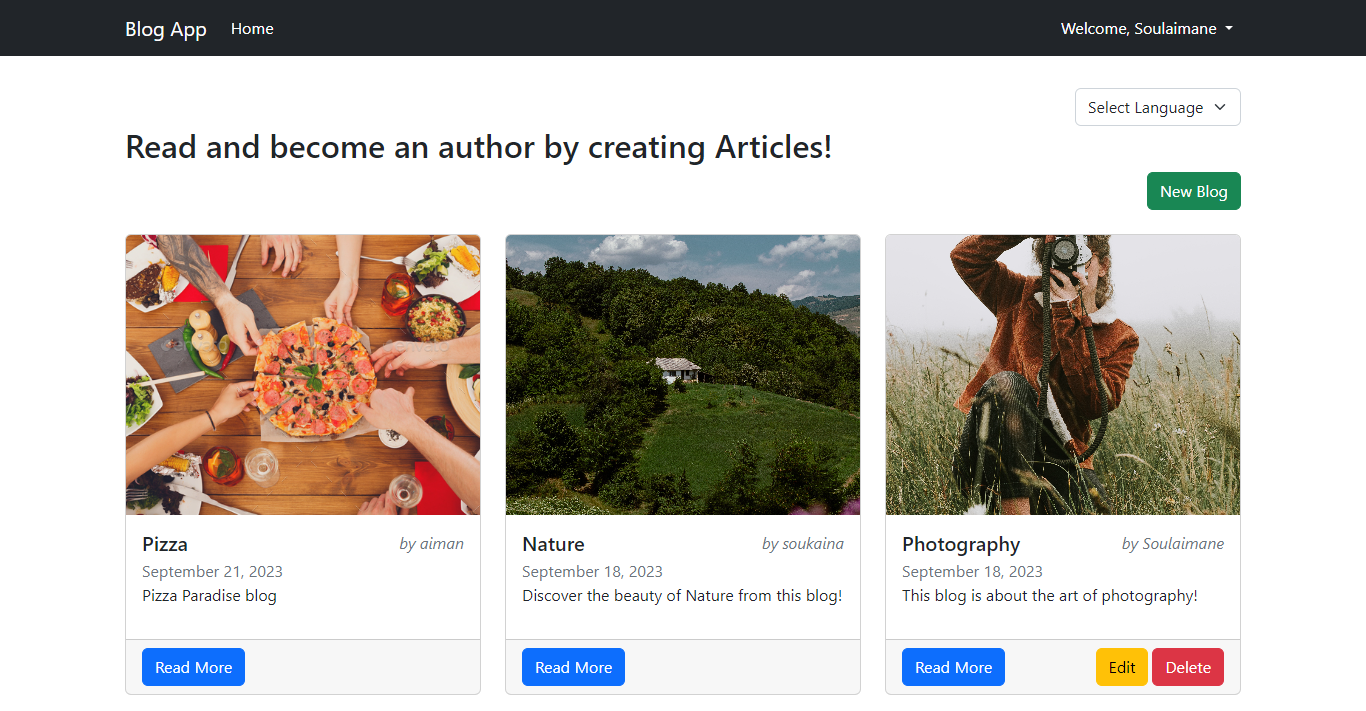 Blog App Home Welcome, Soulaimane
Select Language
Read and become an author by creating Articles!
New Blog
Pizza by aiman
September 21, 2023
Pizza Paradise blog
Read More
Nature by soukaina
September 18, 2023
Discover the beauty of Nature from this blog!
Read More
Photography by Soulaimane
September 18, 2023
This blog is about the art of photography!
Read More Edit Delete